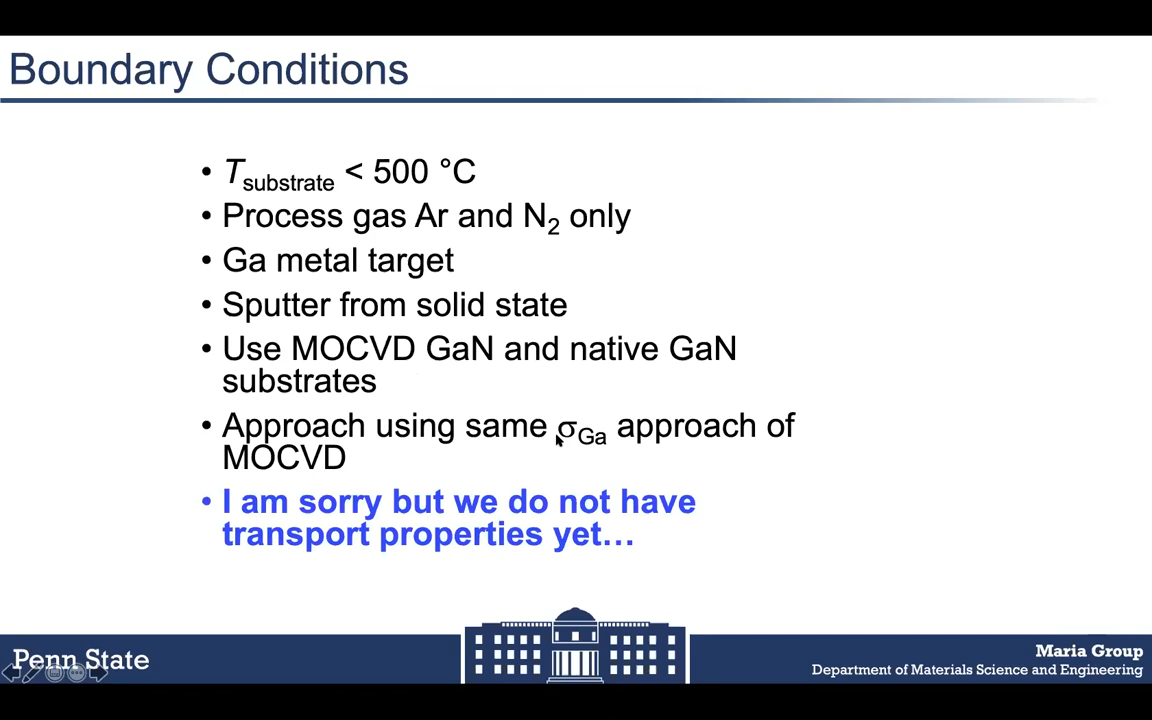 Boundary Conditions
• Tsubstrate < 500 °C
• Process gas Ar and N2 only
• Ga metal target
• Sputter from solid state
• Use MOCVD GaN and native GaN
substrates
• Approach using same σGa approach of
MOCVD
• I am sorry but we do not have
transport properties yet…
Penn State
Maria Group
Department of Materials Science and Engineering